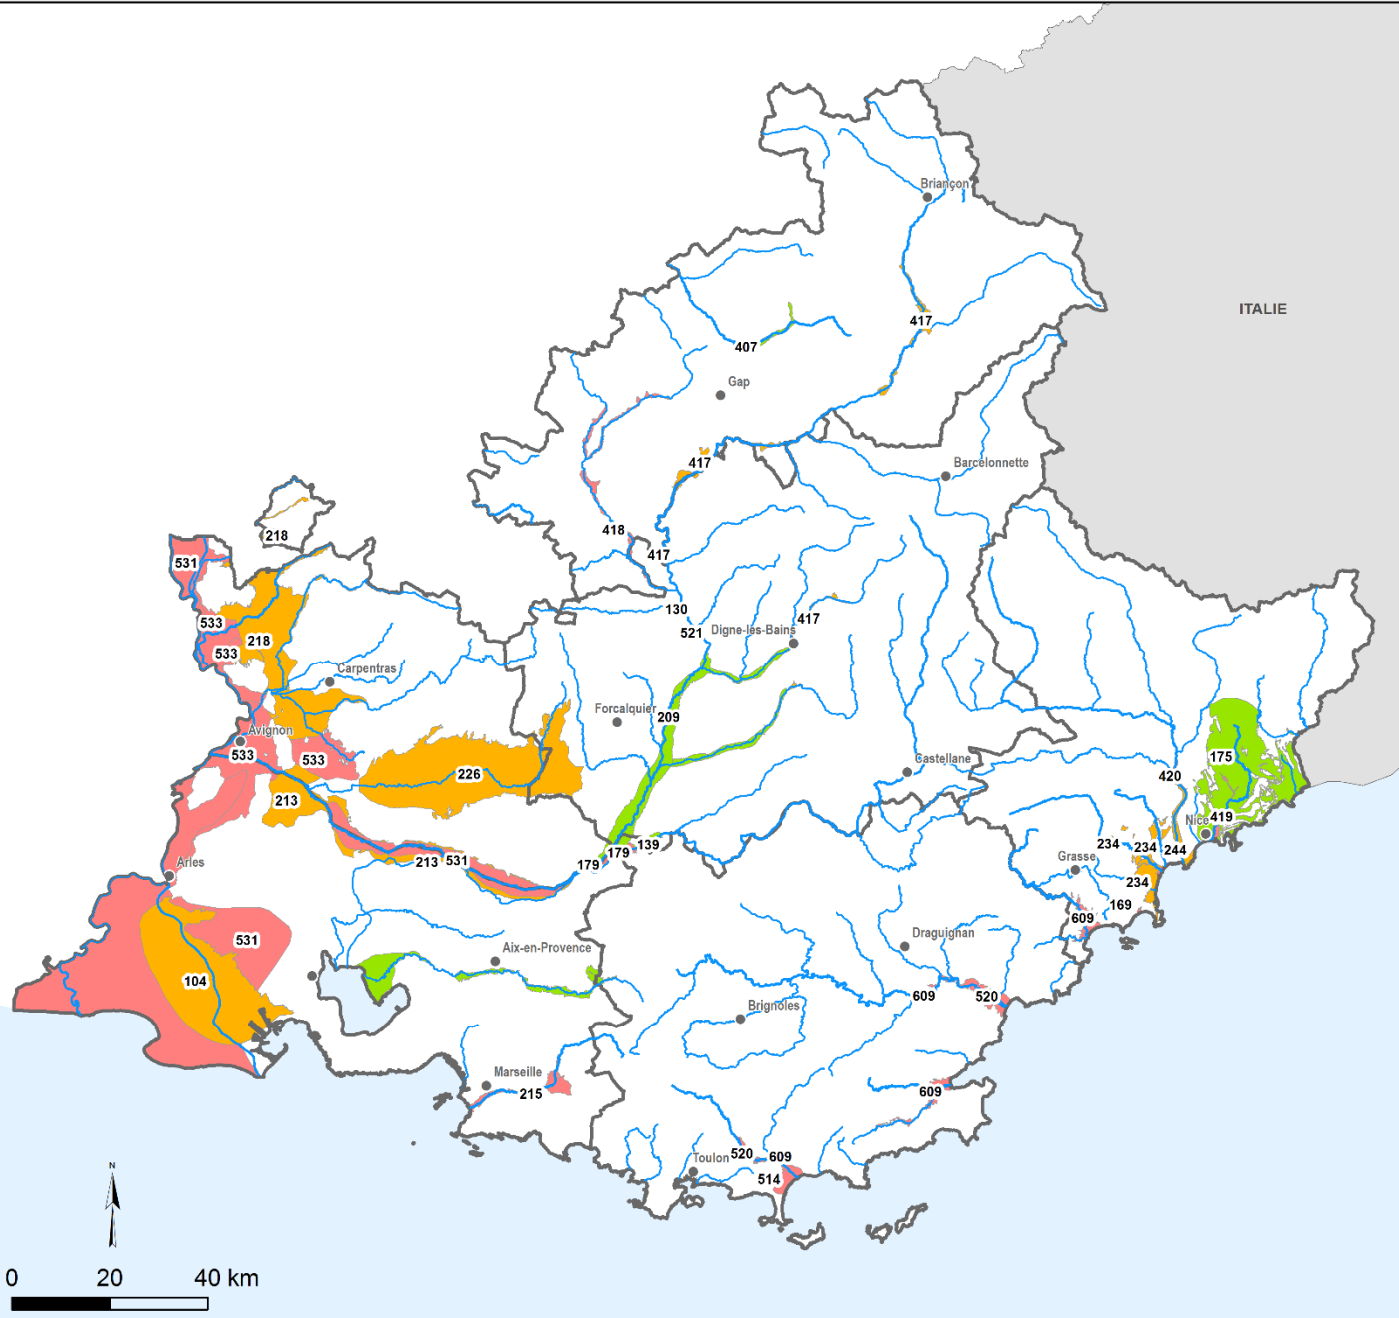 Briançon
ITALIE
417
407
Gap
417
Barcelonnette
418
218
417
531
130
533
417
521
Digne-les-Bains
218
533
Carpentras
Forcalquier
209
Avignon
533
533
175
Castellane
226
420
213
419
Nice
139
234
234
244
179
213
531
179
Grasse
Arles
234
169
609
Draguignan
531
Aix-en-Provence
104
609
520
Brignoles
Marseille
215
609
520
609
Toulon
514
N
0 20 40 km